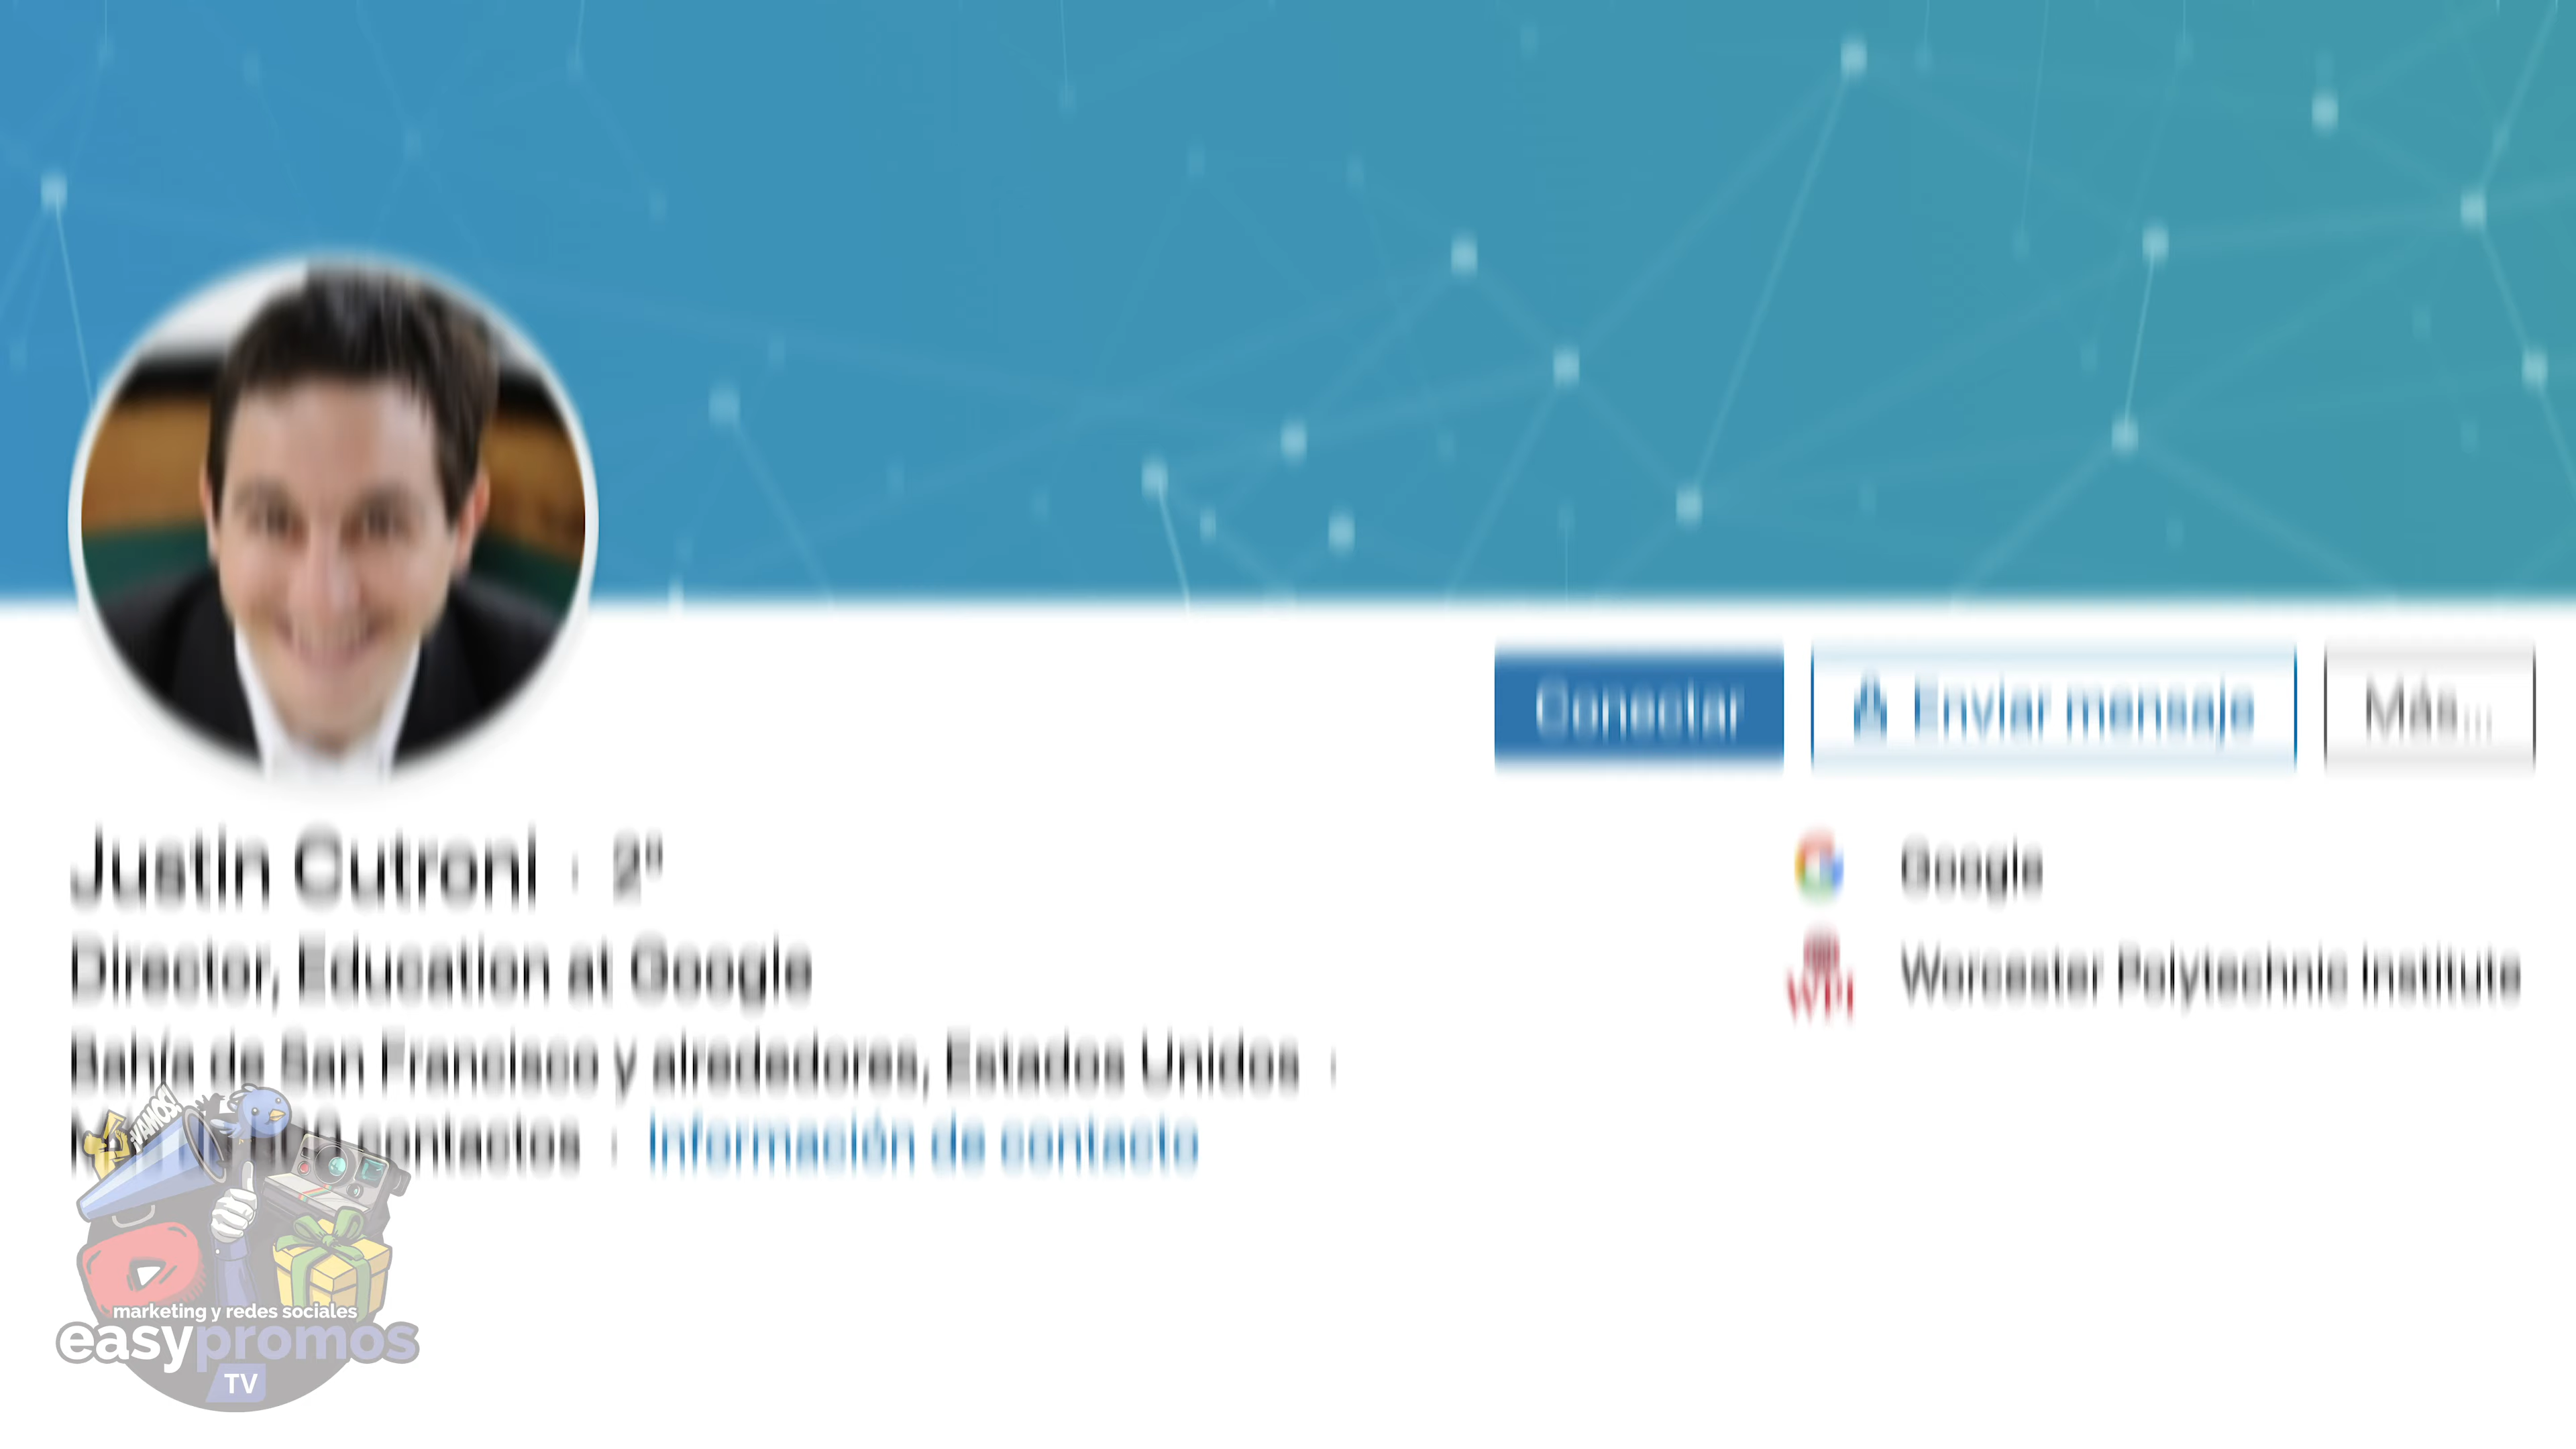 Conectar
Enviar mensaje
Más...
Justin Cutroni · 2º
Google
Director, Education at Google
Worcester Polytechnic Institute
WPI
Bahía de San Francisco y alrededores, Estados Unidos ·
contactos · Información de contacto
¡VAMOS!
marketing y redes sociales
easypromos
TV